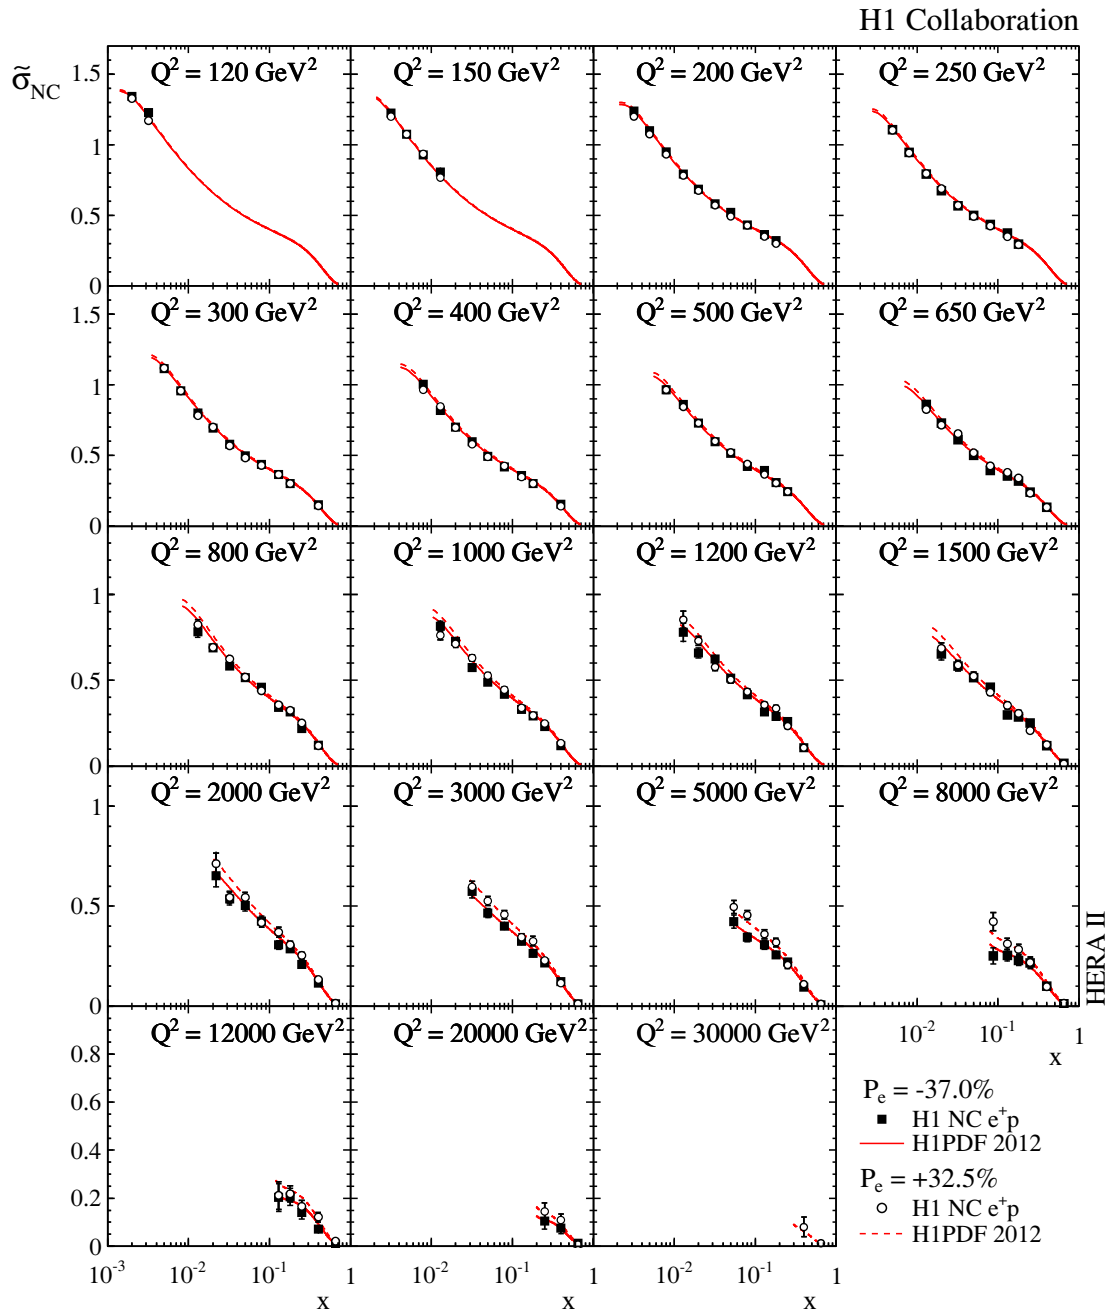 H1 Collaboration
σ̃NC
Q² = 120 GeV²
Q² = 150 GeV²
Q² = 200 GeV²
Q² = 250 GeV²
1.5
1
0.5
0
Q² = 300 GeV²
Q² = 400 GeV²
Q² = 500 GeV²
Q² = 650 GeV²
1.5
1
0.5
0
Q² = 800 GeV²
Q² = 1000 GeV²
Q² = 1200 GeV²
Q² = 1500 GeV²
1
0.5
0
Q² = 2000 GeV²
Q² = 3000 GeV²
Q² = 5000 GeV²
Q² = 8000 GeV²
1
0.5
0
HERA II
Q² = 12000 GeV²
Q² = 20000 GeV²
Q² = 30000 GeV²
10⁻² 10⁻¹ 1
x
0.8
0.6
0.4
0.2
0
Pe = -37.0%
H1 NC e⁺p
H1PDF 2012
Pe = +32.5%
H1 NC e⁺p
H1PDF 2012
10⁻³ 10⁻² 10⁻¹ 1
10⁻² 10⁻¹ 1
10⁻² 10⁻¹ 1
x
x
x